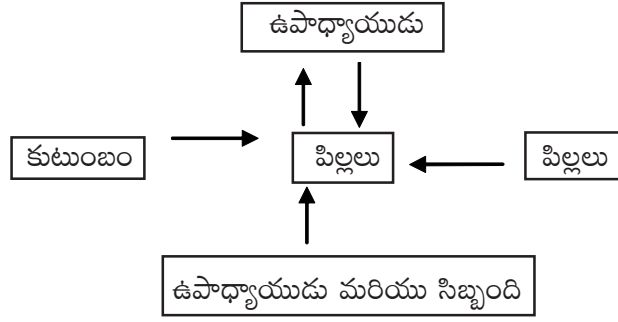 ఉపాధ్యాయుడు
కుటుంబం
పిల్లలు
పిల్లలు
ఉపాధ్యాయుడు మరియు సిబ్బంది